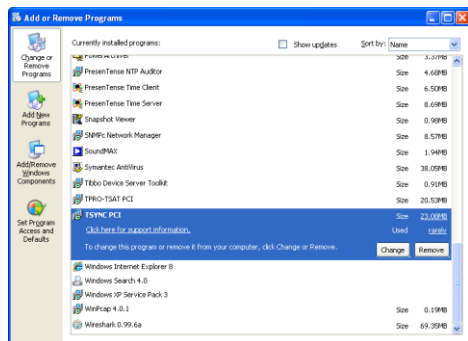 Add or Remove Programs
Currently installed programs:
Show updates
Sort by: Name
Change or Remove Programs
Add New Programs
Add/Remove Windows Components
Set Program Access and Defaults
PowerArchiver Size 3.37MB
PresenTense NTP Auditor Size 4.68MB
PresenTense Time Client Size 6.50MB
PresenTense Time Server Size 8.69MB
Snapshot Viewer Size 0.98MB
SNMPc Network Manager Size 8.57MB
SoundMAX Size 1.94MB
Symantec AntiVirus Size 38.05MB
Tibbo Device Server Toolkit Size 0.91MB
TPRO-TSAT PCI Size 20.53MB
TSYNC PCI Size 23.08MB
Click here for support information. Used rarely
To change this program or remove it from your computer, click Change or Remove.
Change Remove
Windows Internet Explorer 8
Windows Search 4.0
Windows XP Service Pack 3
WinPcap 4.0.1 Size 0.19MB
Wireshark 0.99.6a Size 69.35MB